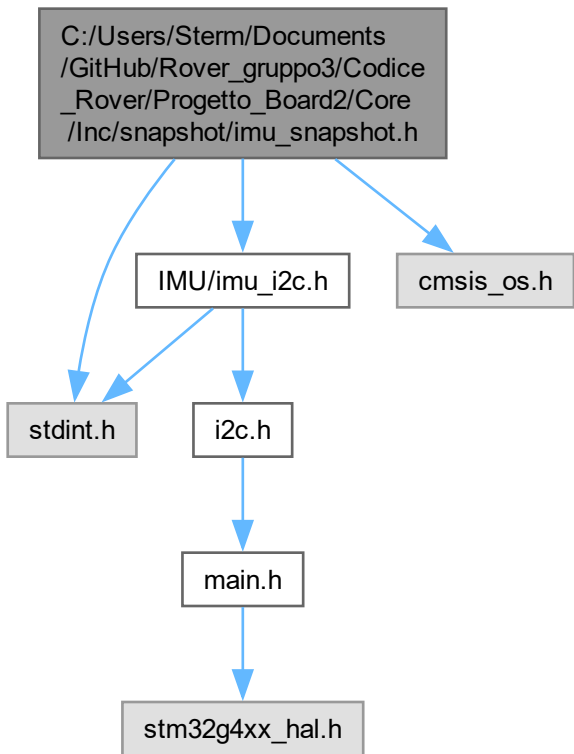 C:/Users/Sterm/Documents
/GitHub/Rover_gruppo3/Codice
_Rover/Progetto_Board2/Core
/Inc/snapshot/imu_snapshot.h
IMU/imu_i2c.h
cmsis_os.h
stdint.h
i2c.h
main.h
stm32g4xx_hal.h